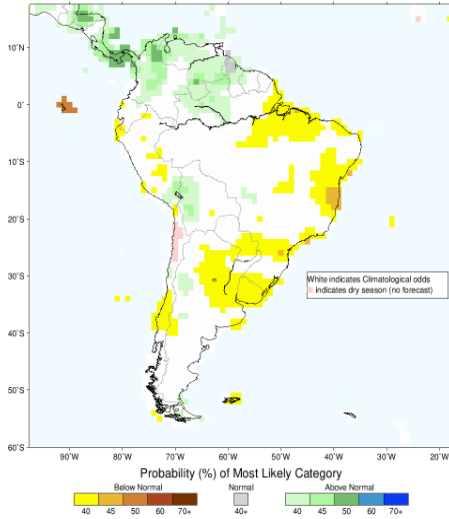 10°N
0°
10°S
20°S
30°S
40°S
50°S
60°S
White indicates Climatological odds
indicates dry season (no forecast)
90°W 80°W 70°W 60°W 50°W 40°W 30°W 20°W
Probability (%) of Most Likely Category
Below Normal Normal Above Normal
40 45 50 60 70+ 40+ 40 45 50 60 70+